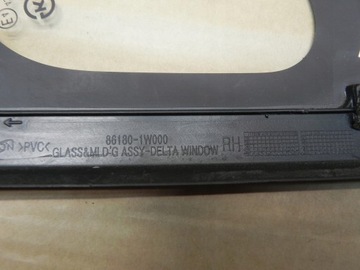 86180-1W000
>PVC< GLASS&MLD'G ASSY-DELTA WINDOW RH